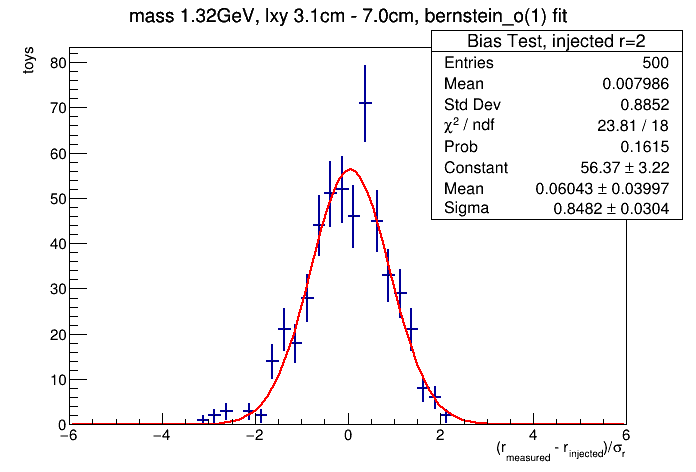 mass 1.32GeV, lxy 3.1cm - 7.0cm, bernstein_o(1) fit
Bias Test, injected r=2
Entries 500
Mean 0.007986
Std Dev 0.8852
χ² / ndf 23.81 / 18
Prob 0.1615
Constant 56.37 ± 3.22
Mean 0.06043 ± 0.03997
Sigma 0.8482 ± 0.0304
toys
80
70
60
50
40
30
20
10
0
−6 −4 −2 0 2 4 6
(r_measured - r_injected)/σ_r